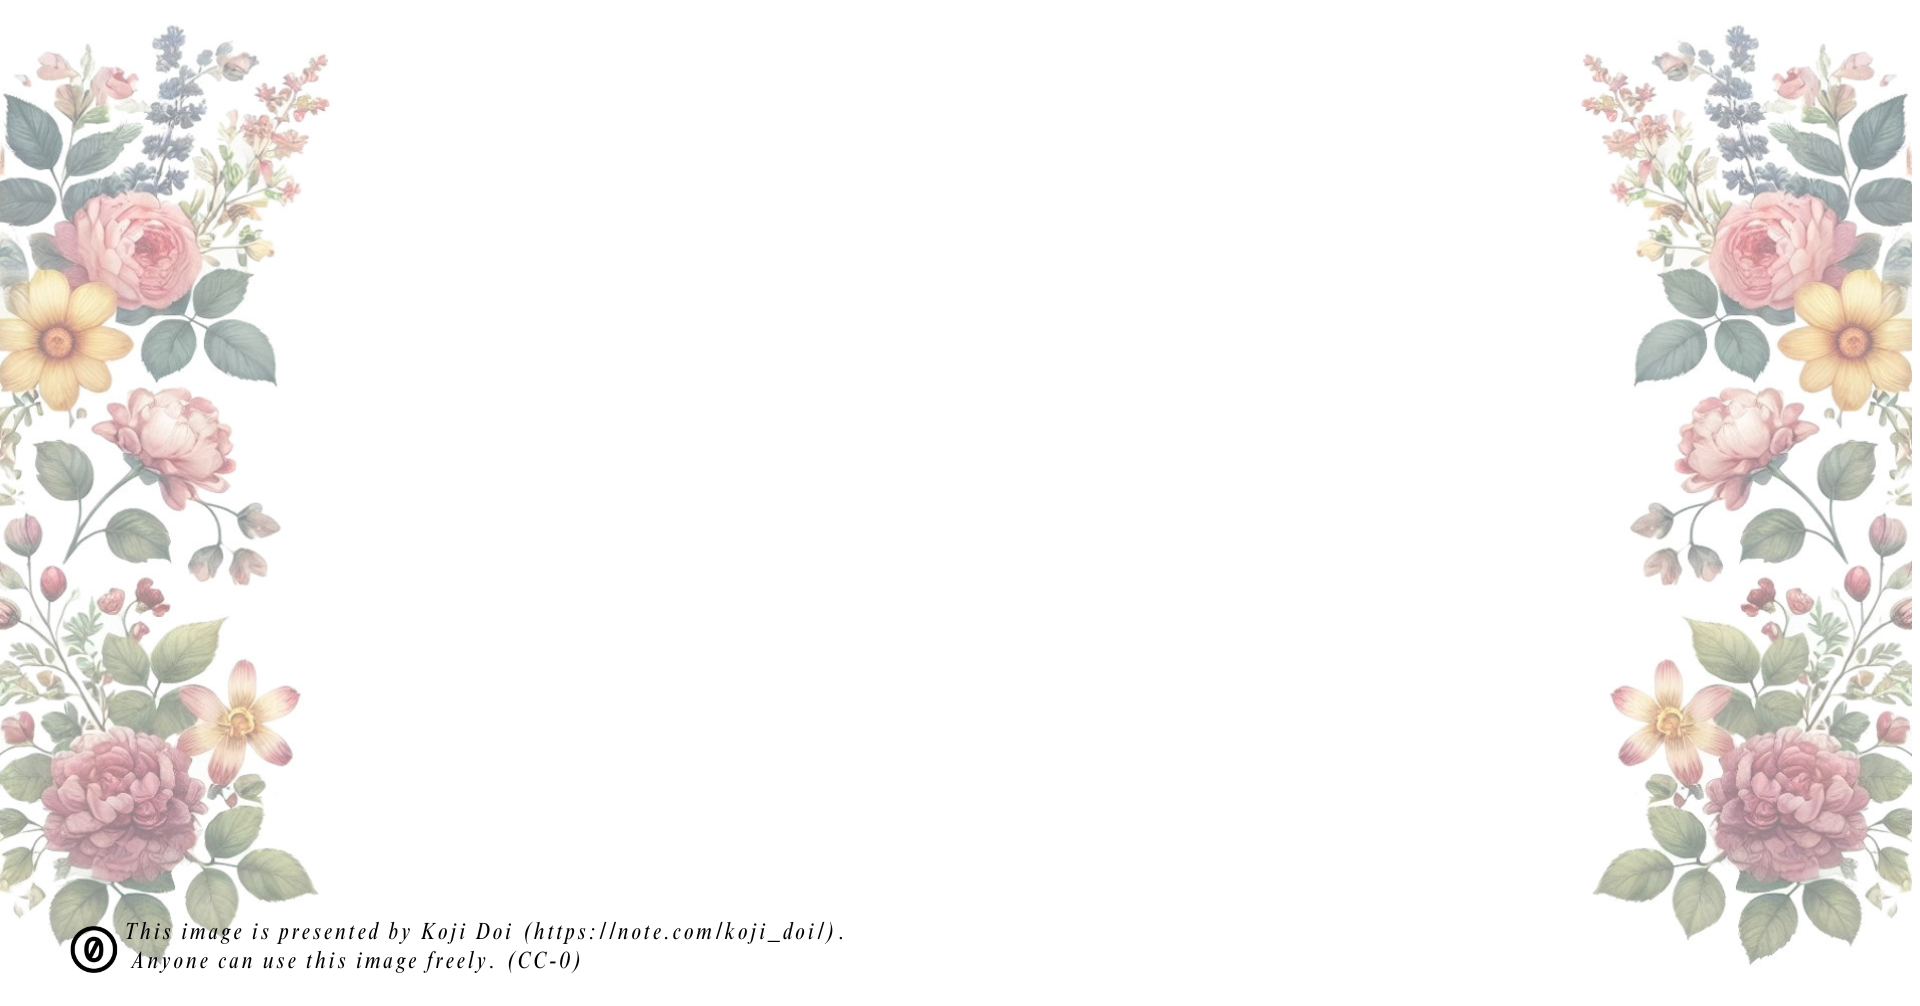 This image is presented by Koji Doi (https://note.com/koji_doi/).
Anyone can use this image freely. (CC-0)